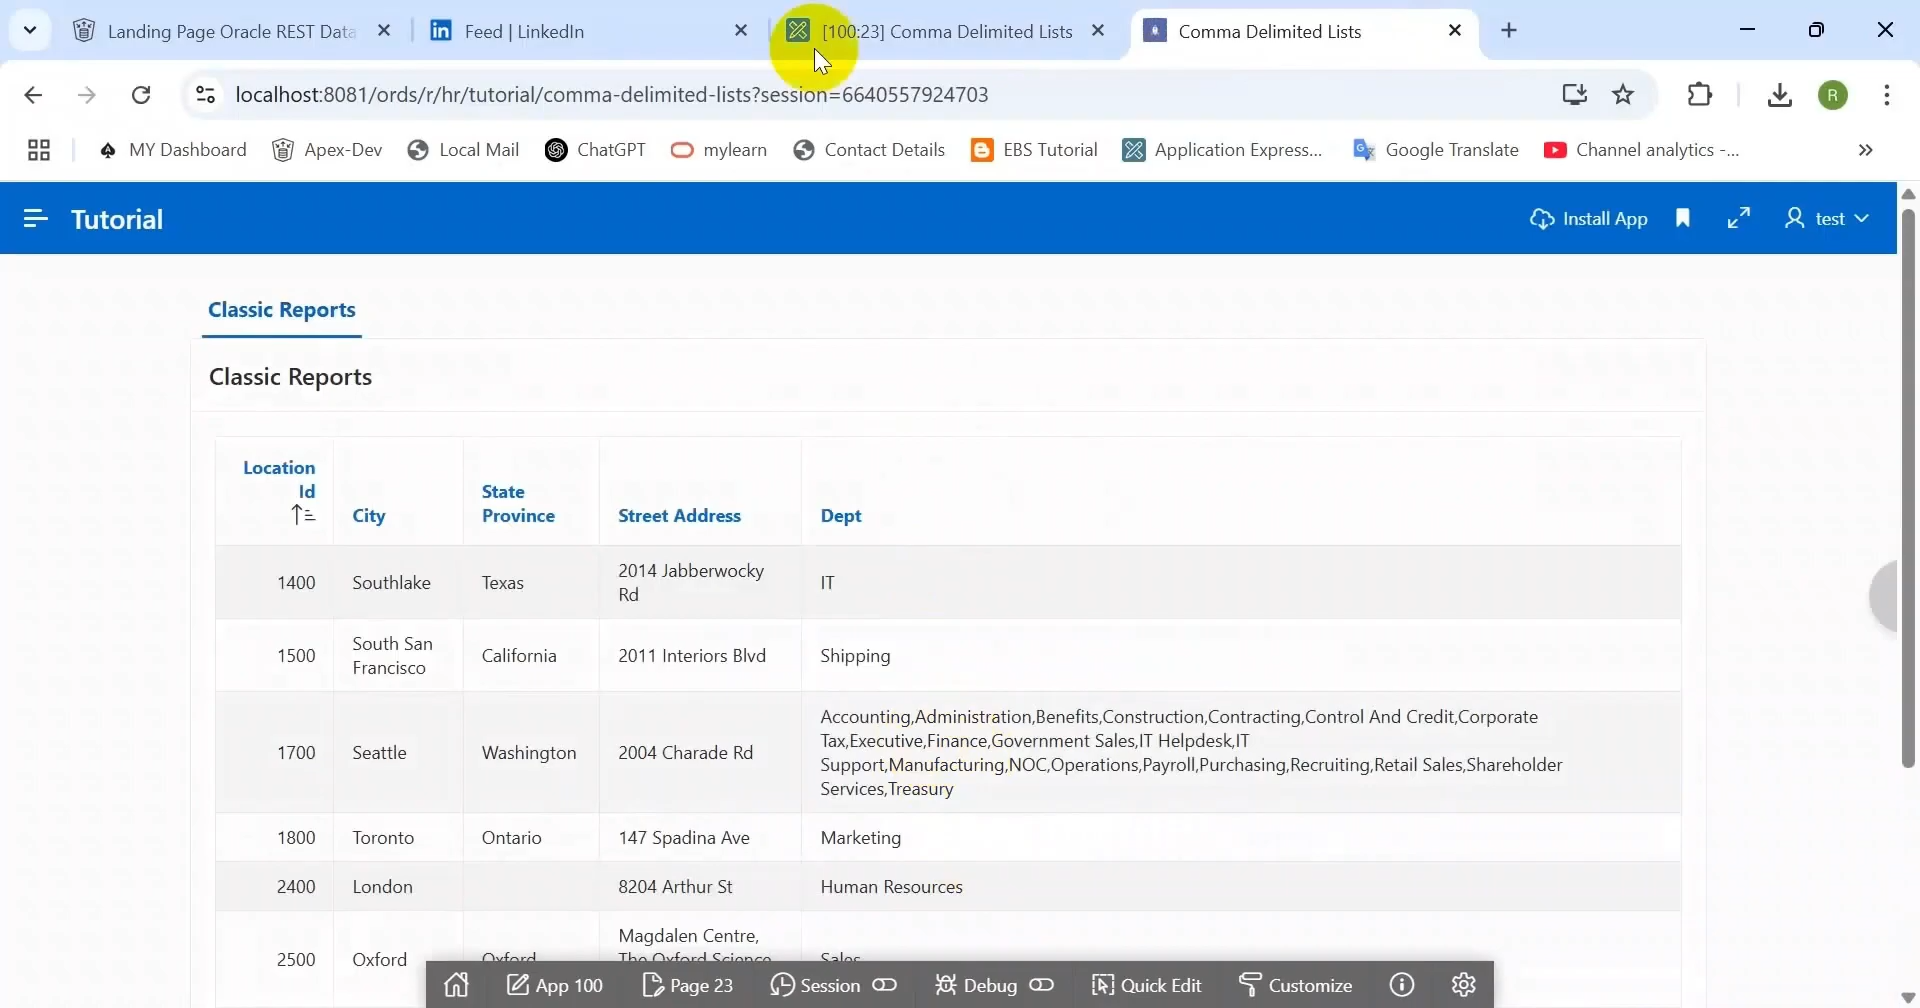 Landing Page Oracle REST Data
Feed | LinkedIn
[100:23] Comma Delimited Lists
Comma Delimited Lists
localhost:8081/ords/r/hr/tutorial/comma-delimited-lists?session=6640557924703
R
MY Dashboard
Apex-Dev
Local Mail
ChatGPT
mylearn
Contact Details
EBS Tutorial
Application Express...
Google Translate
Channel analytics -...
Tutorial
Install App
test
Classic Reports
Classic Reports
Location
Id
City
State
Province
Street Address
Dept
1400
Southlake
Texas
2014 Jabberwocky
Rd
IT
1500
South San
Francisco
California
2011 Interiors Blvd
Shipping
1700
Seattle
Washington
2004 Charade Rd
Accounting,Administration,Benefits,Construction,Contracting,Control And Credit,Corporate
Tax,Executive,Finance,Government Sales,IT Helpdesk,IT
Support,Manufacturing,NOC,Operations,Payroll,Purchasing,Recruiting,Retail Sales,Shareholder
Services,Treasury
1800
Toronto
Ontario
147 Spadina Ave
Marketing
2400
London
8204 Arthur St
Human Resources
2500
Oxford
Oxford
Magdalen Centre,
The Oxford Science
Sales
App 100
Page 23
Session
Debug
Quick Edit
Customize